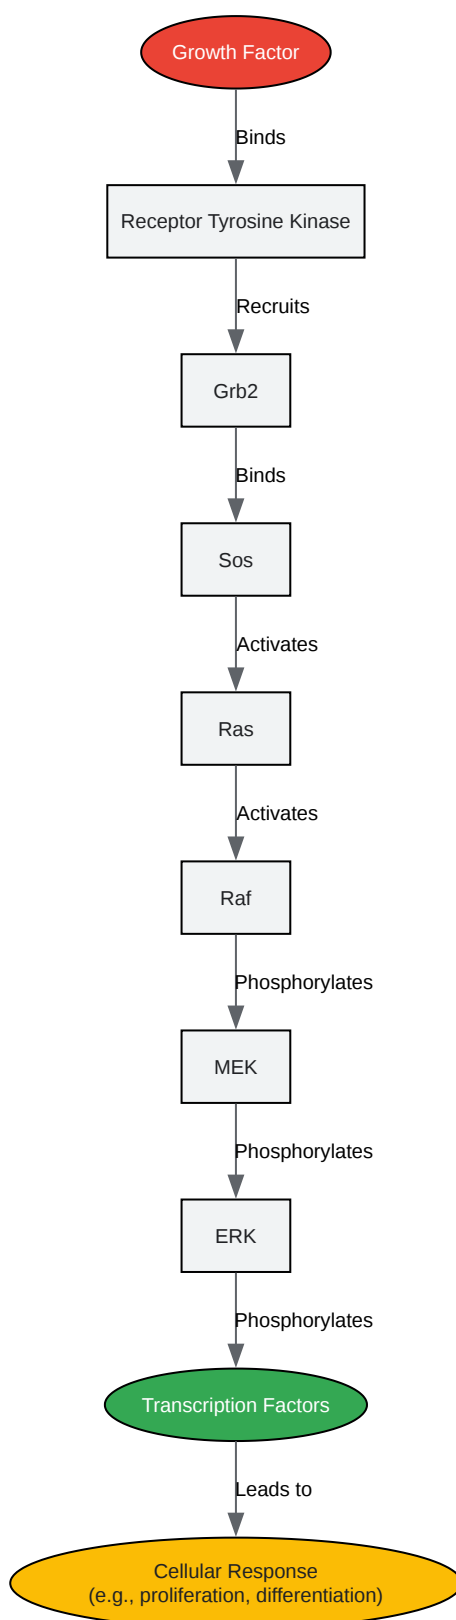 Growth Factor
Binds
Receptor Tyrosine Kinase
Recruits
Grb2
Binds
Sos
Activates
Ras
Activates
Raf
Phosphorylates
MEK
Phosphorylates
ERK
Phosphorylates
Transcription Factors
Leads to
Cellular Response
(e.g., proliferation, differentiation)